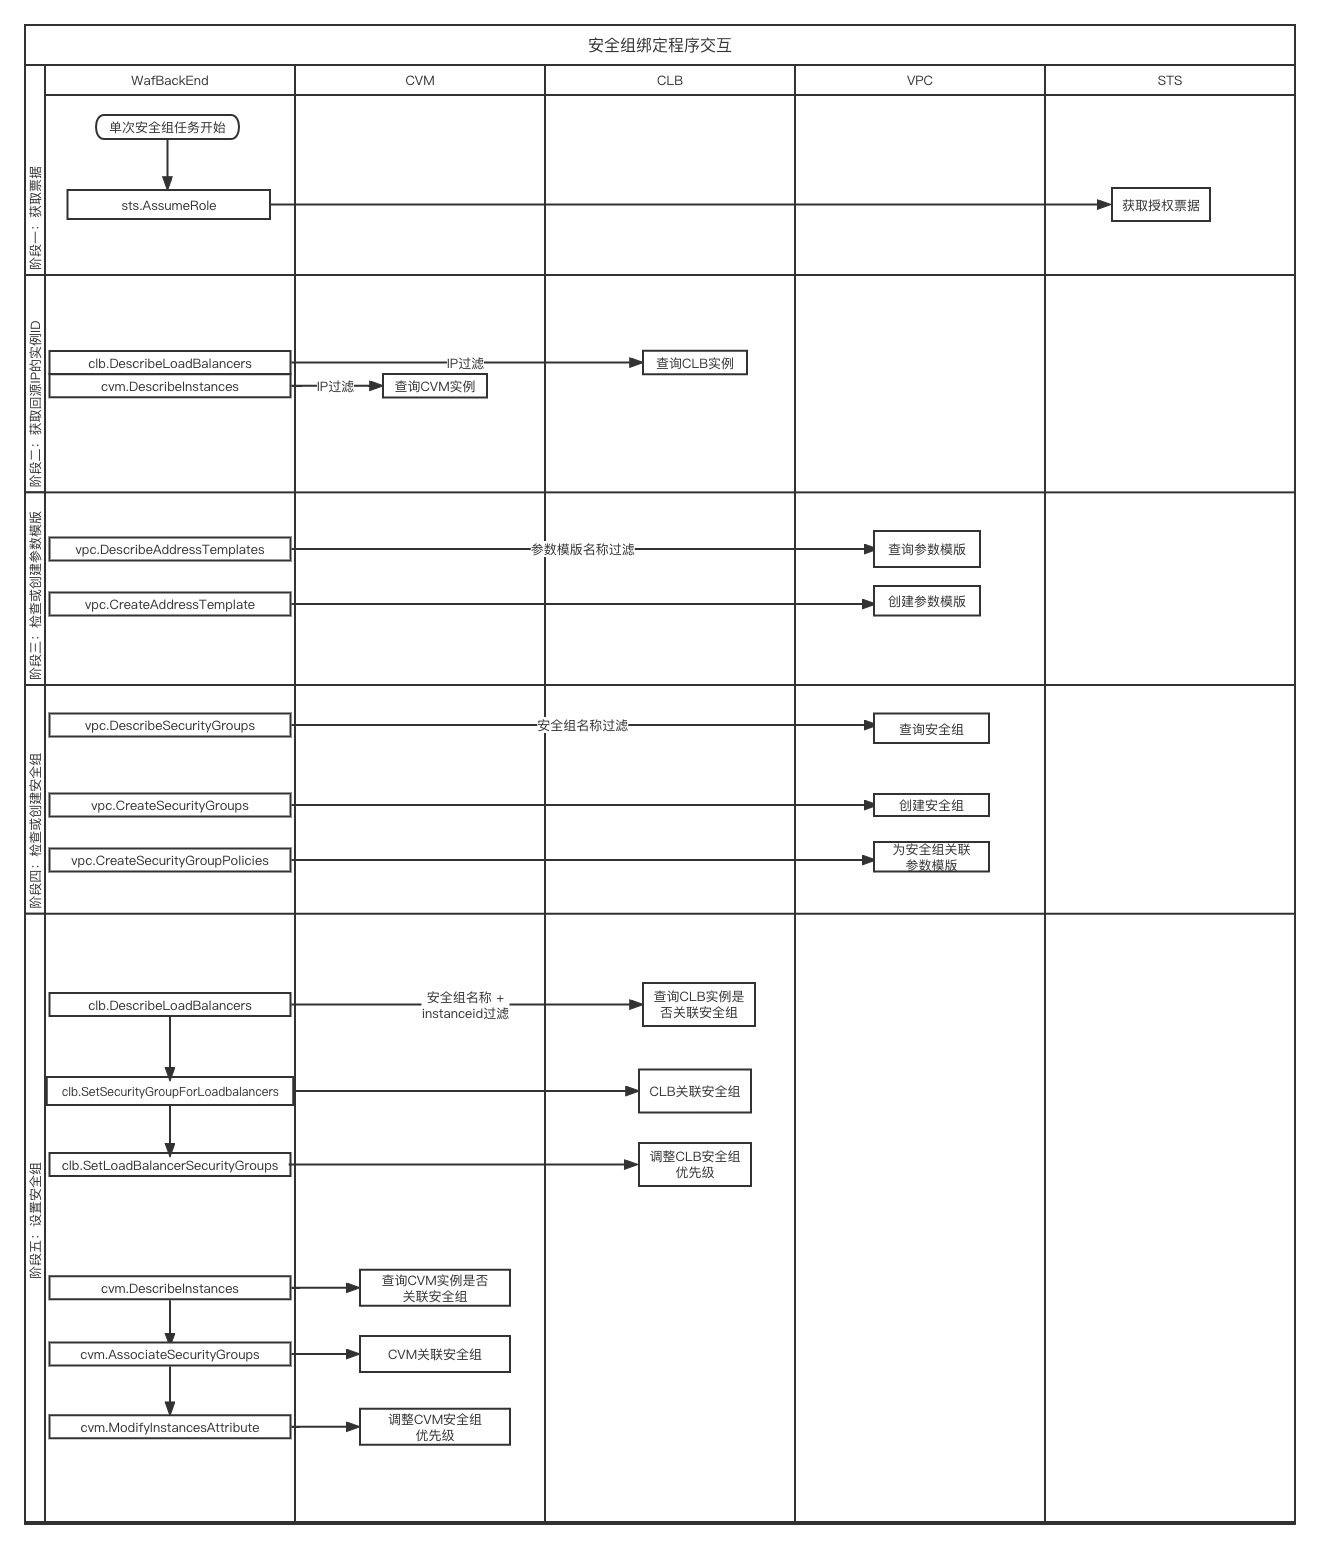 安全组绑定程序交互
WafBackEnd
CVM
CLB
VPC
STS
阶段一：获取票据
单次安全组任务开始
sts.AssumeRole
获取授权票据
阶段二：获取回源IP的实例ID
clb.DescribeLoadBalancers
IP过滤
查询CLB实例
cvm.DescribeInstances
IP过滤
查询CVM实例
阶段三：检查或创建参数模版
vpc.DescribeAddressTemplates
参数模版名称过滤
查询参数模版
vpc.CreateAddressTemplate
创建参数模版
阶段四：检查或创建安全组
vpc.DescribeSecurityGroups
安全组名称过滤
查询安全组
vpc.CreateSecurityGroups
创建安全组
vpc.CreateSecurityGroupPolicies
为安全组关联
参数模版
阶段五：设置安全组
clb.DescribeLoadBalancers
安全组名称 +
instanceid过滤
查询CLB实例是
否关联安全组
clb.SetSecurityGroupForLoadbalancers
CLB关联安全组
clb.SetLoadBalancerSecurityGroups
调整CLB安全组
优先级
cvm.DescribeInstances
查询CVM实例是否
关联安全组
cvm.AssociateSecurityGroups
CVM关联安全组
cvm.ModifyInstancesAttribute
调整CVM安全组
优先级